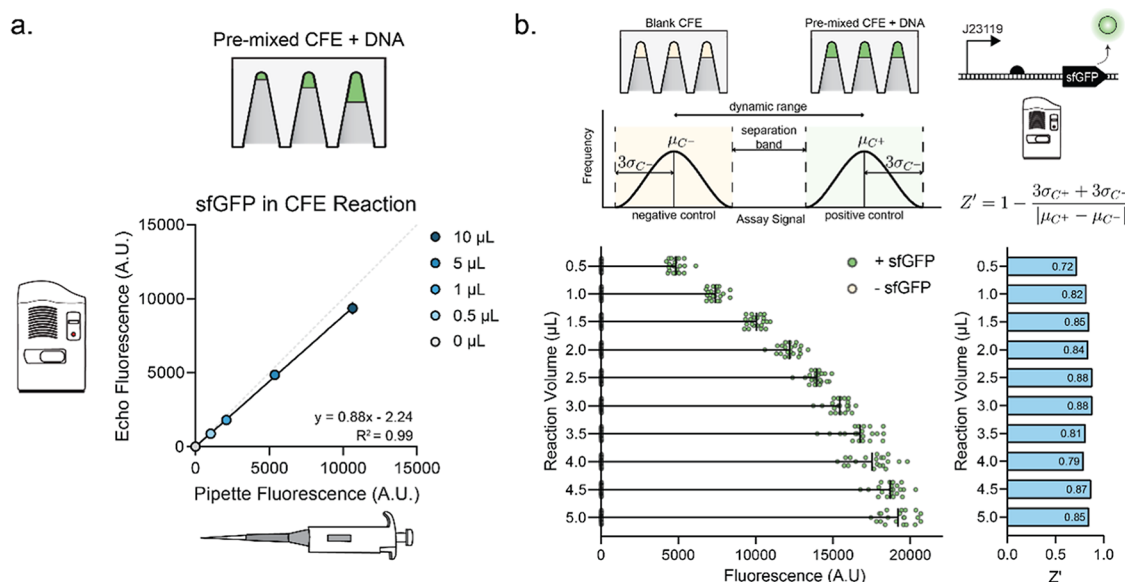 a.
Pre-mixed CFE + DNA
sfGFP in CFE Reaction
15000
10000
5000
0
Echo Fluorescence (A.U.)
10 µL
5 µL
1 µL
0.5 µL
0 µL
y = 0.88x - 2.24
R² = 0.99
0 5000 10000 15000
Pipette Fluorescence (A.U.)
b.
Blank CFE
Pre-mixed CFE + DNA
J23119
sfGFP
dynamic range
separation band
μC−
μC+
3σC−
3σC−
Frequency
negative control
Assay Signal
positive control
Z′ = 1 − (3σC+ + 3σC−) / |μC+ − μC−|
+ sfGFP
- sfGFP
Reaction Volume (µL)
0.5
1.0
1.5
2.0
2.5
3.0
3.5
4.0
4.5
5.0
0 5000 10000 15000 20000
Fluorescence (A.U)
Reaction Volume (µL)
0.5 0.72
1.0 0.82
1.5 0.85
2.0 0.84
2.5 0.88
3.0 0.88
3.5 0.81
4.0 0.79
4.5 0.87
5.0 0.85
0.0 0.5 1.0
Z'